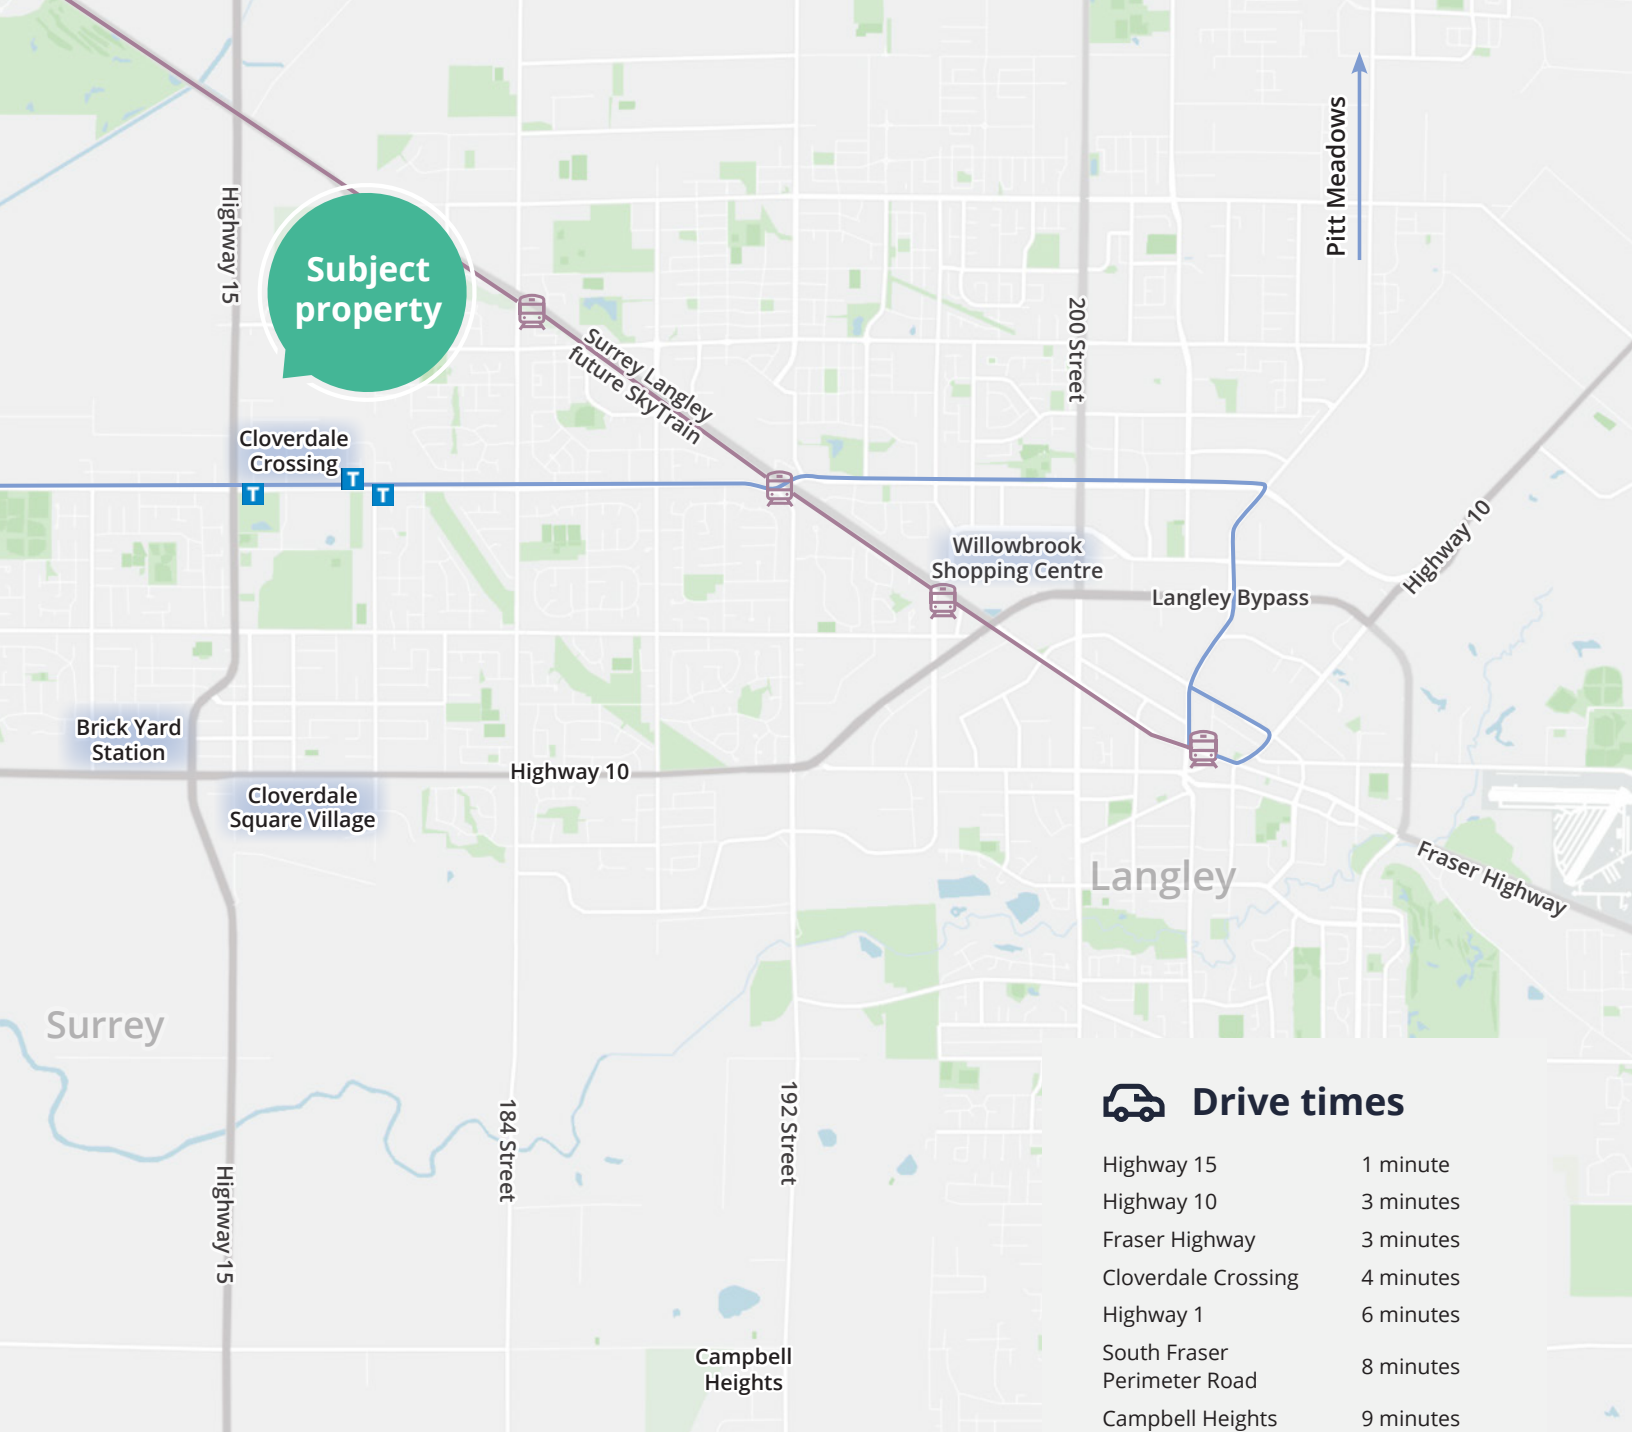 Pitt Meadows
Highway 15
Subject
property
Surrey Langley
future SkyTrain
200 Street
Cloverdale
Crossing
T
T
T
Highway 10
Willowbrook
Shopping Centre
Langley Bypass
Brick Yard
Station
Highway 10
Cloverdale
Square Village
Langley
Fraser Highway
Surrey
184 Street
192 Street
Highway 15
Campbell
Heights
Drive times
Highway 15 1 minute
Highway 10 3 minutes
Fraser Highway 3 minutes
Cloverdale Crossing 4 minutes
Highway 1 6 minutes
South Fraser
Perimeter Road 8 minutes
Campbell Heights 9 minutes